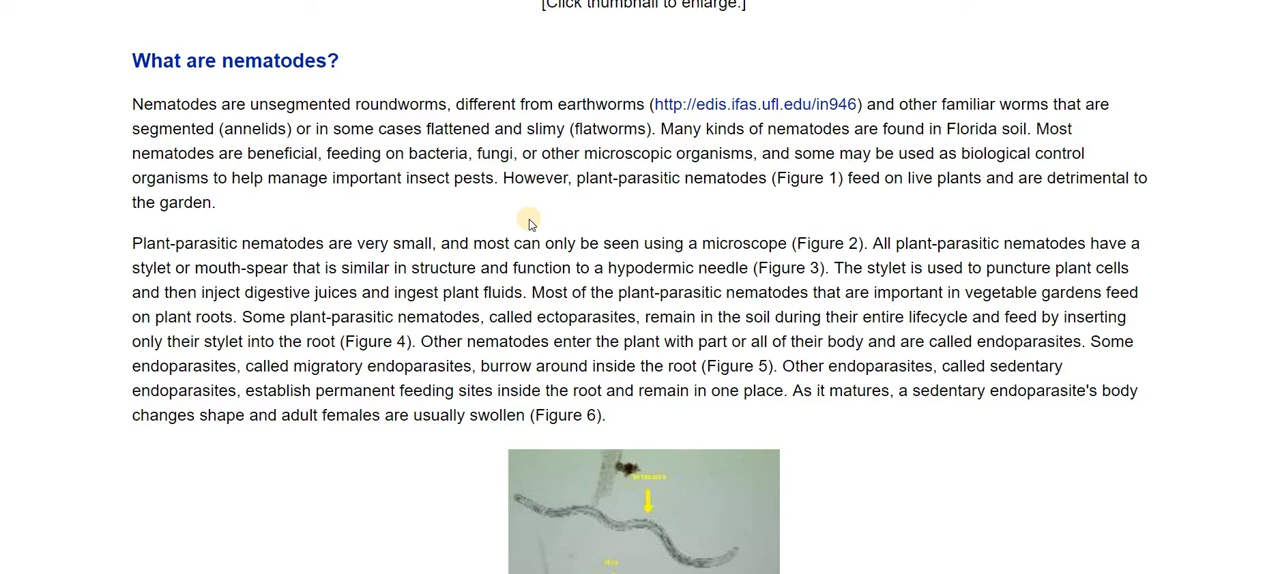 [Click thumbnail to enlarge.]
What are nematodes?
Nematodes are unsegmented roundworms, different from earthworms (http://edis.ifas.ufl.edu/in946) and other familiar worms that are
segmented (annelids) or in some cases flattened and slimy (flatworms). Many kinds of nematodes are found in Florida soil. Most
nematodes are beneficial, feeding on bacteria, fungi, or other microscopic organisms, and some may be used as biological control
organisms to help manage important insect pests. However, plant-parasitic nematodes (Figure 1) feed on live plants and are detrimental to
the garden.
Plant-parasitic nematodes are very small, and most can only be seen using a microscope (Figure 2). All plant-parasitic nematodes have a
stylet or mouth-spear that is similar in structure and function to a hypodermic needle (Figure 3). The stylet is used to puncture plant cells
and then inject digestive juices and ingest plant fluids. Most of the plant-parasitic nematodes that are important in vegetable gardens feed
on plant roots. Some plant-parasitic nematodes, called ectoparasites, remain in the soil during their entire lifecycle and feed by inserting
only their stylet into the root (Figure 4). Other nematodes enter the plant with part or all of their body and are called endoparasites. Some
endoparasites, called migratory endoparasites, burrow around inside the root (Figure 5). Other endoparasites, called sedentary
endoparasites, establish permanent feeding sites inside the root and remain in one place. As it matures, a sedentary endoparasite's body
changes shape and adult females are usually swollen (Figure 6).